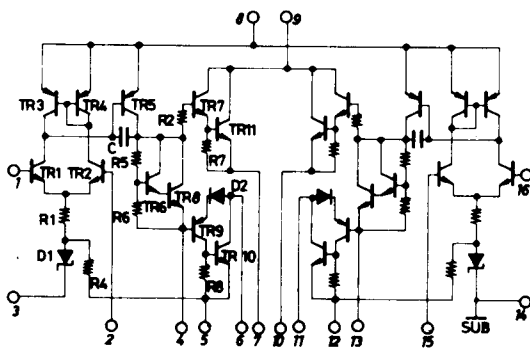 8 9
TR3 TR4 TR5 R2 TR7
TR11
C
R5 R7
1 TR1 TR2 TR6 TR8 D2 16
R1 R6
TR9
D1 R4 TR10
R8
3 SUB 14
2 4 5 6 7 10 11 12 13 15